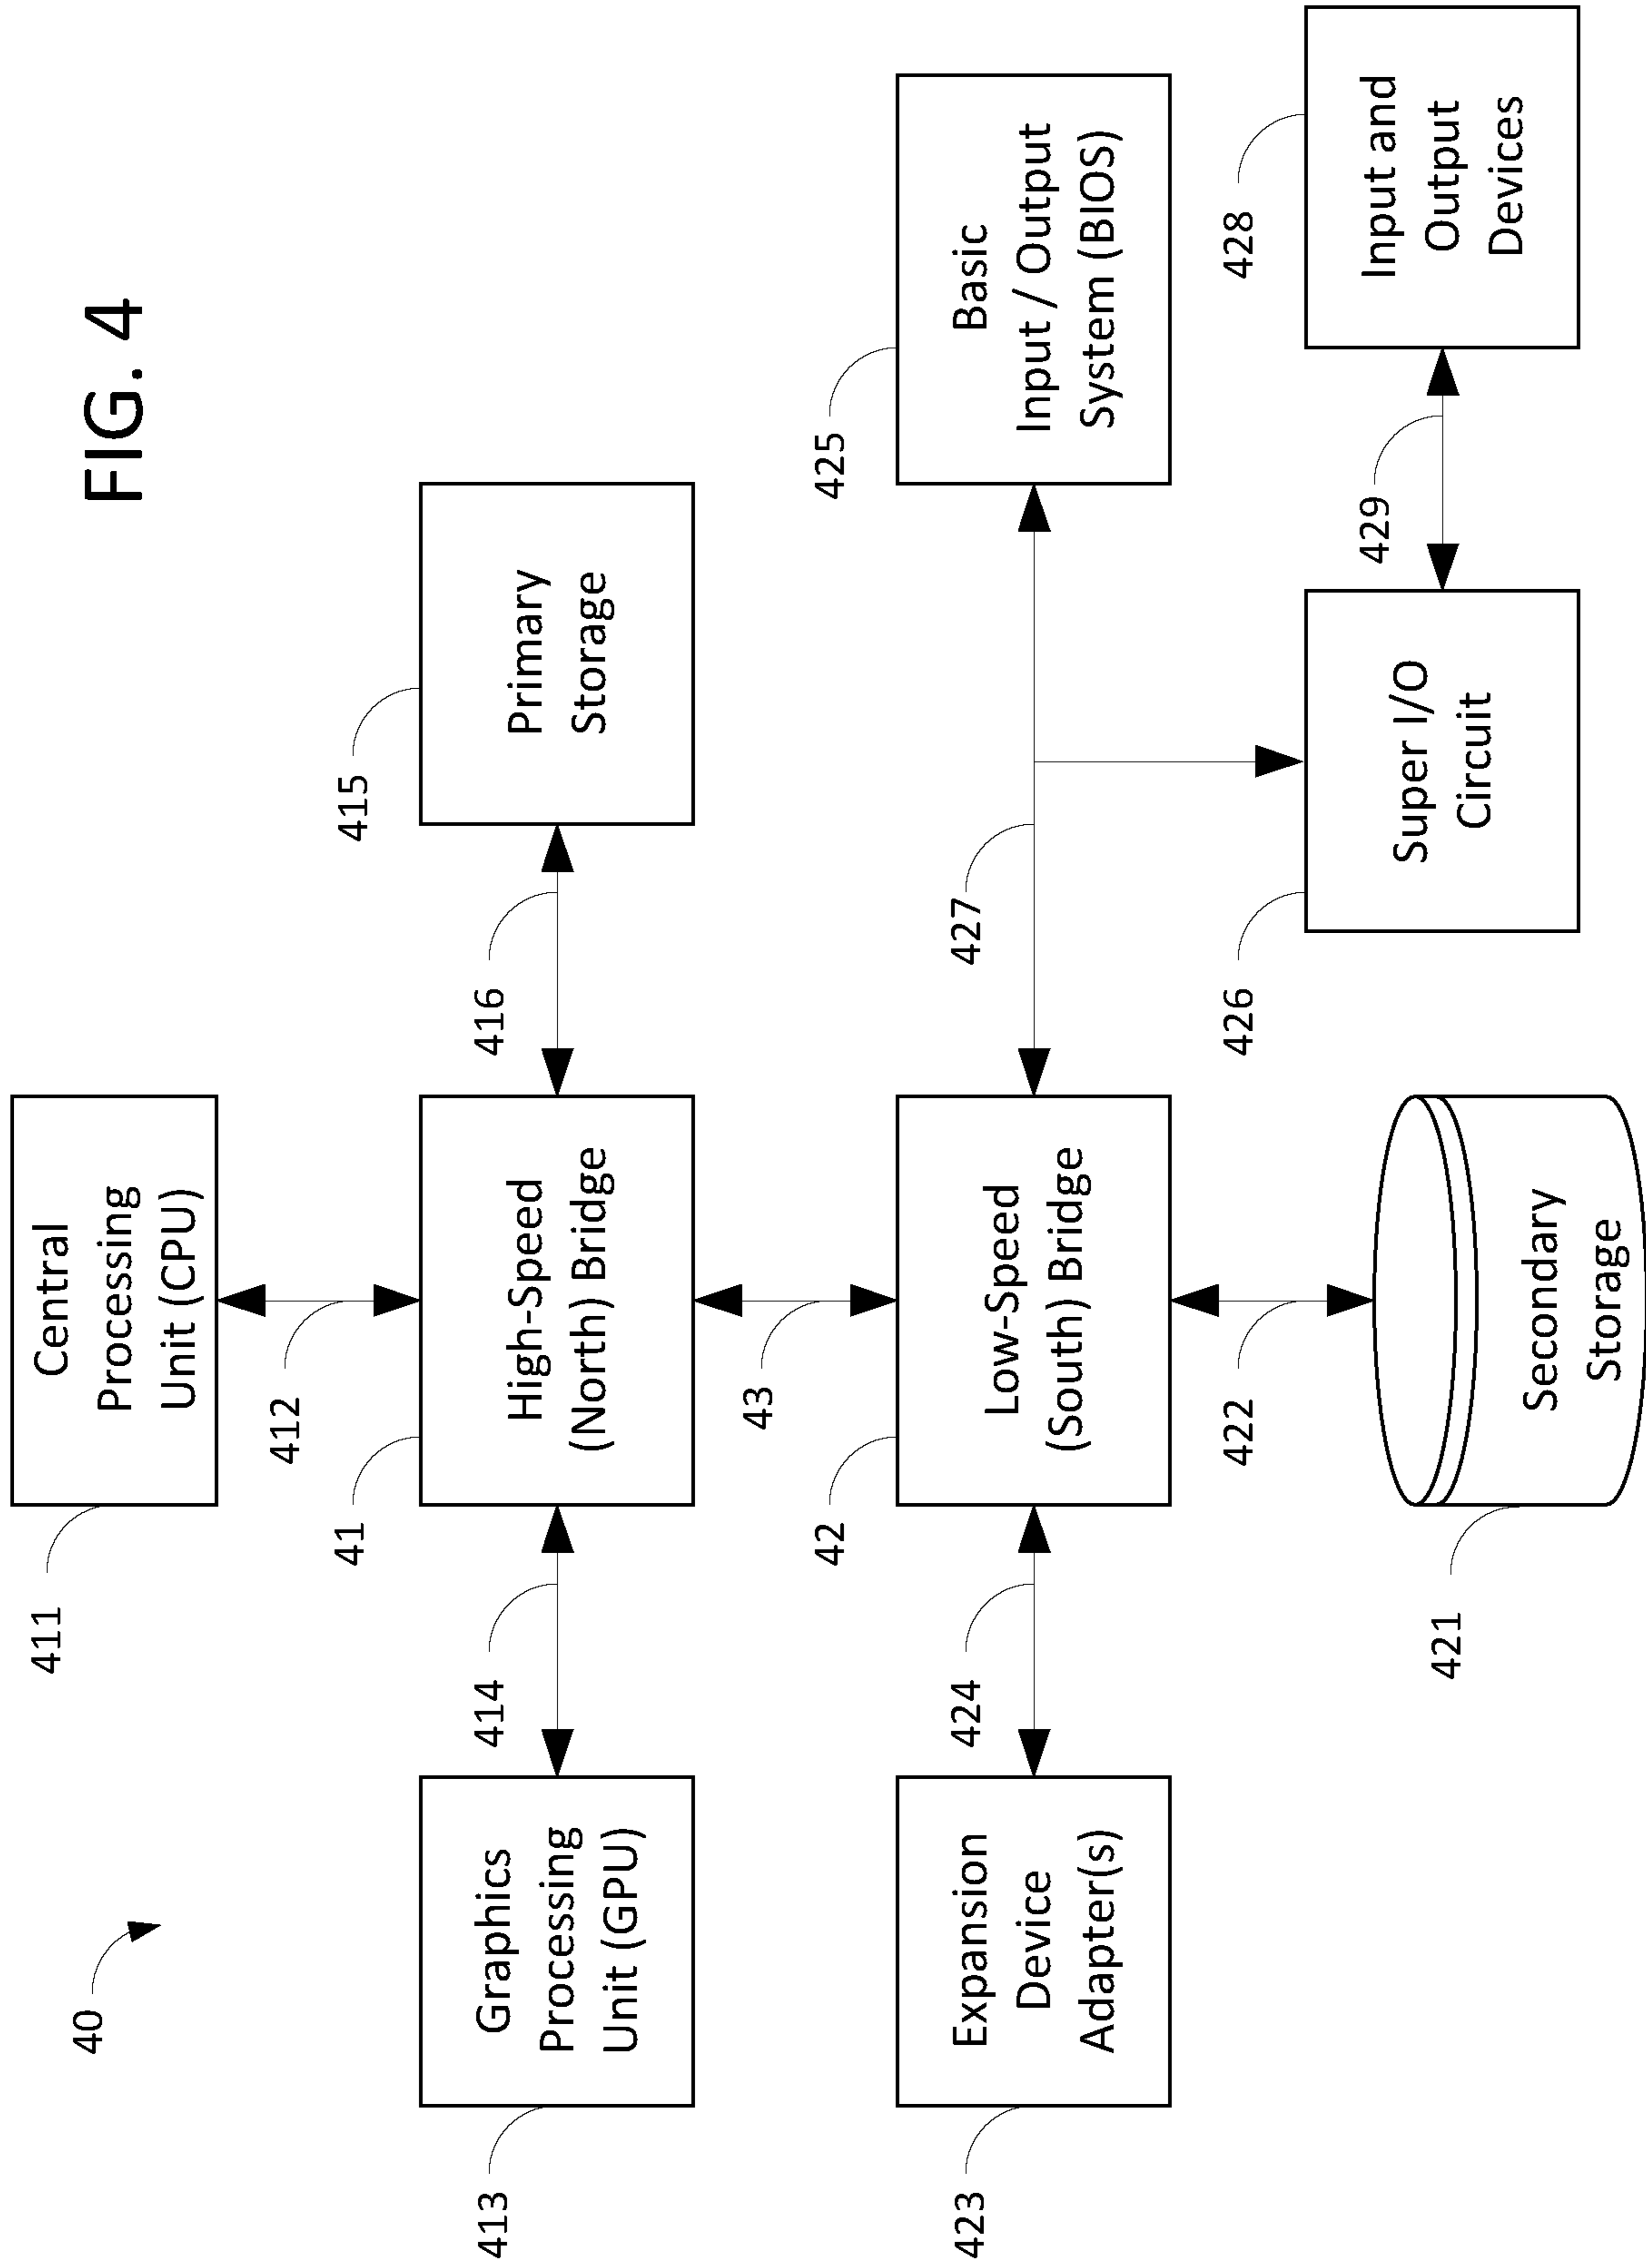 FIG. 4
40
411
Central
Processing
Unit (CPU)
412
41
413
Graphics
Processing
Unit (GPU)
414
High-Speed
(North) Bridge
416
415
Primary
Storage
43
42
423
Expansion
Device
Adapter(s)
424
Low-Speed
(South) Bridge
427
425
Basic
Input / Output
System (BIOS)
422
421
Secondary
Storage
426
Super I/O
Circuit
429
428
Input and
Output
Devices